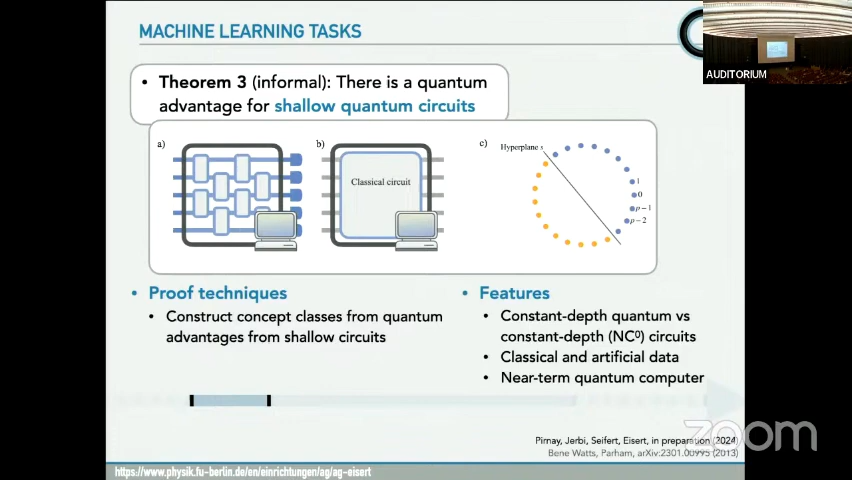 MACHINE LEARNING TASKS
AUDITORIUM
• Theorem 3 (informal): There is a quantum
advantage for shallow quantum circuits
a)
b)
c)
Classical circuit
Hyperplane s
1
0
p−1
p−2
• Proof techniques
• Construct concept classes from quantum
advantages from shallow circuits
• Features
• Constant-depth quantum vs
constant-depth (NC⁰) circuits
• Classical and artificial data
• Near-term quantum computer
Pirnay, Jerbi, Seifert, Eisert, in preparation (2024)
Bene Watts, Parham, arXiv:2301.00995 (2013)
zoom
https://www.physik.fu-berlin.de/en/einrichtungen/ag/ag-eisert